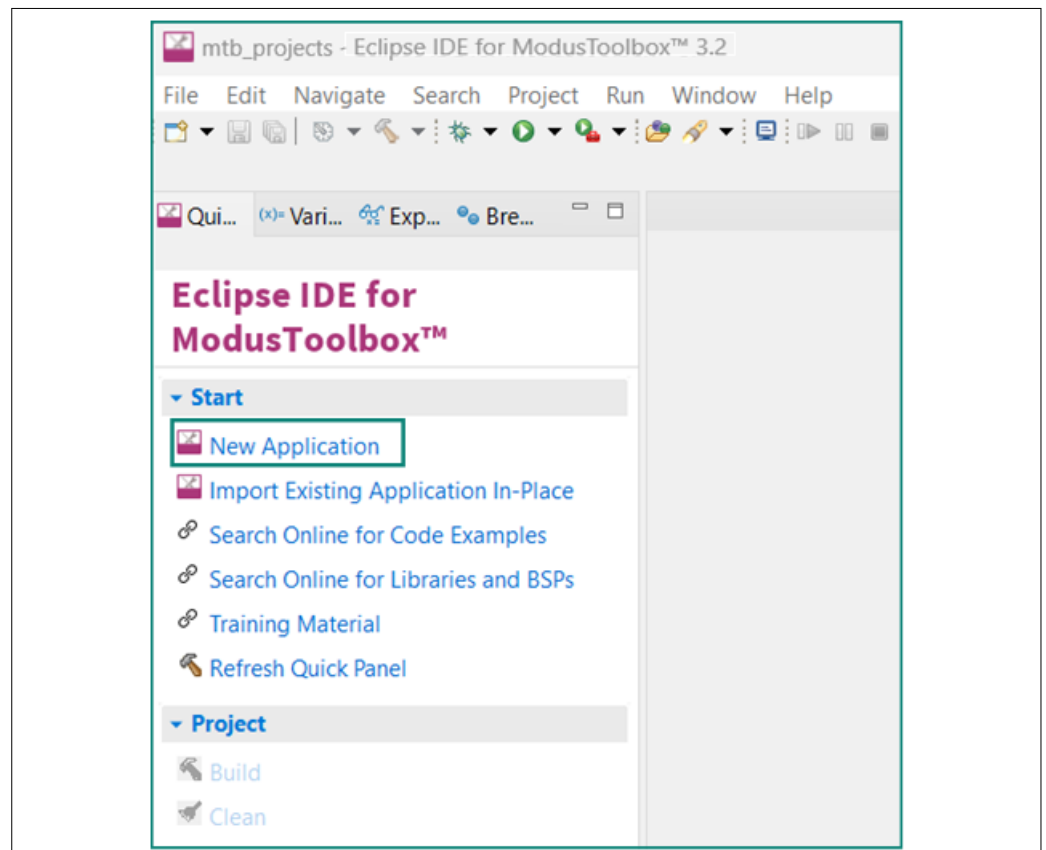 mtb_projects - Eclipse IDE for ModusToolbox™ 3.2
File Edit Navigate Search Project Run Window Help
Qui... (x)= Vari... Exp... Bre...
Eclipse IDE for
ModusToolbox™
Start
New Application
Import Existing Application In-Place
Search Online for Code Examples
Search Online for Libraries and BSPs
Training Material
Refresh Quick Panel
Project
Build
Clean